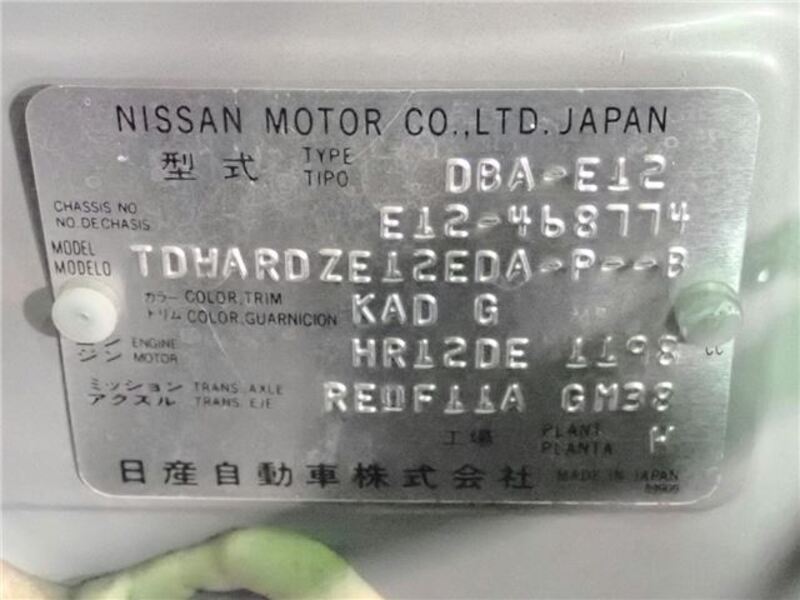 NISSAN MOTOR CO.,LTD. JAPAN
型式 TYPE TIPO DBA-E12
CHASSIS NO NO.DE CHASIS E12-468774
MODEL MODELO TDHARDZE12EDA-P--B
カラー トリム COLOR,TRIM COLOR,GUARNICION KAD G
ジン ENGINE MOTOR HR12DE 1198 cc
ミッション アクスル TRANS. AXLE TRANS. EJE RE0F11A GM38
工場 PLANT PLANTA
日産自動車株式会社 MADE IN JAPAN